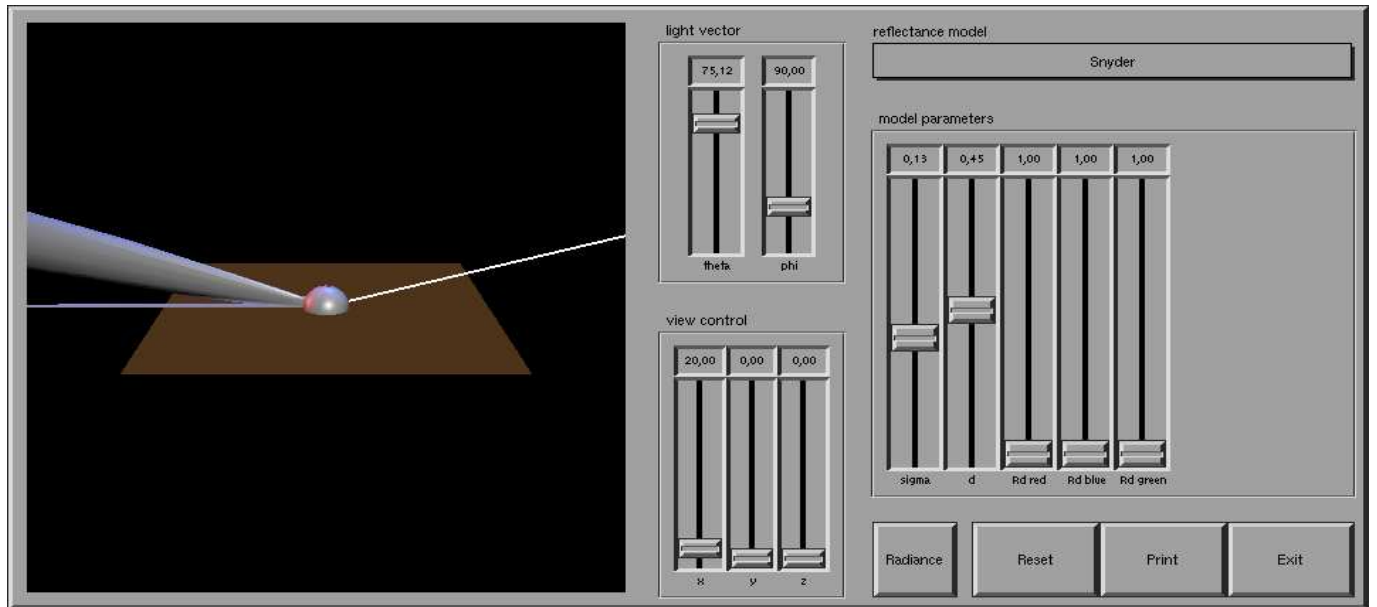 light vector
75,12 90,00
theta phi
view control
20,00 0,00 0,00
x y z
reflectance model
Snyder
model parameters
0,13 0,45 1,00 1,00 1,00
sigma d Rd red Rd blue Rd green
Radiance Reset Print Exit